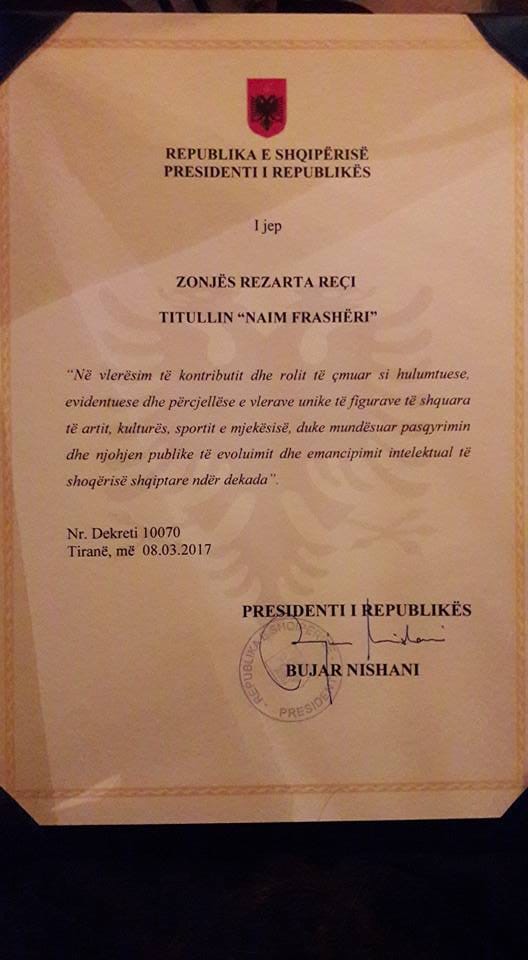 REPUBLIKA E SHQIPËRISË
PRESIDENTI I REPUBLIKËS
I jep
ZONJËS REZARTA REÇI
TITULLIN “NAIM FRASHËRI”
“Në vlerësim të kontributit dhe rolit të çmuar si hulumtuese,
evidentuese dhe përcjellëse e vlerave unike të figurave të shquara
të artit, kulturës, sportit e mjekësisë, duke mundësuar pasqyrimin
dhe njohjen publike të evoluimit dhe emancipimit intelektual të
shoqërisë shqiptare ndër dekada”.
Nr. Dekreti 10070
Tiranë, më 08.03.2017
PRESIDENTI I REPUBLIKËS
BUJAR NISHANI